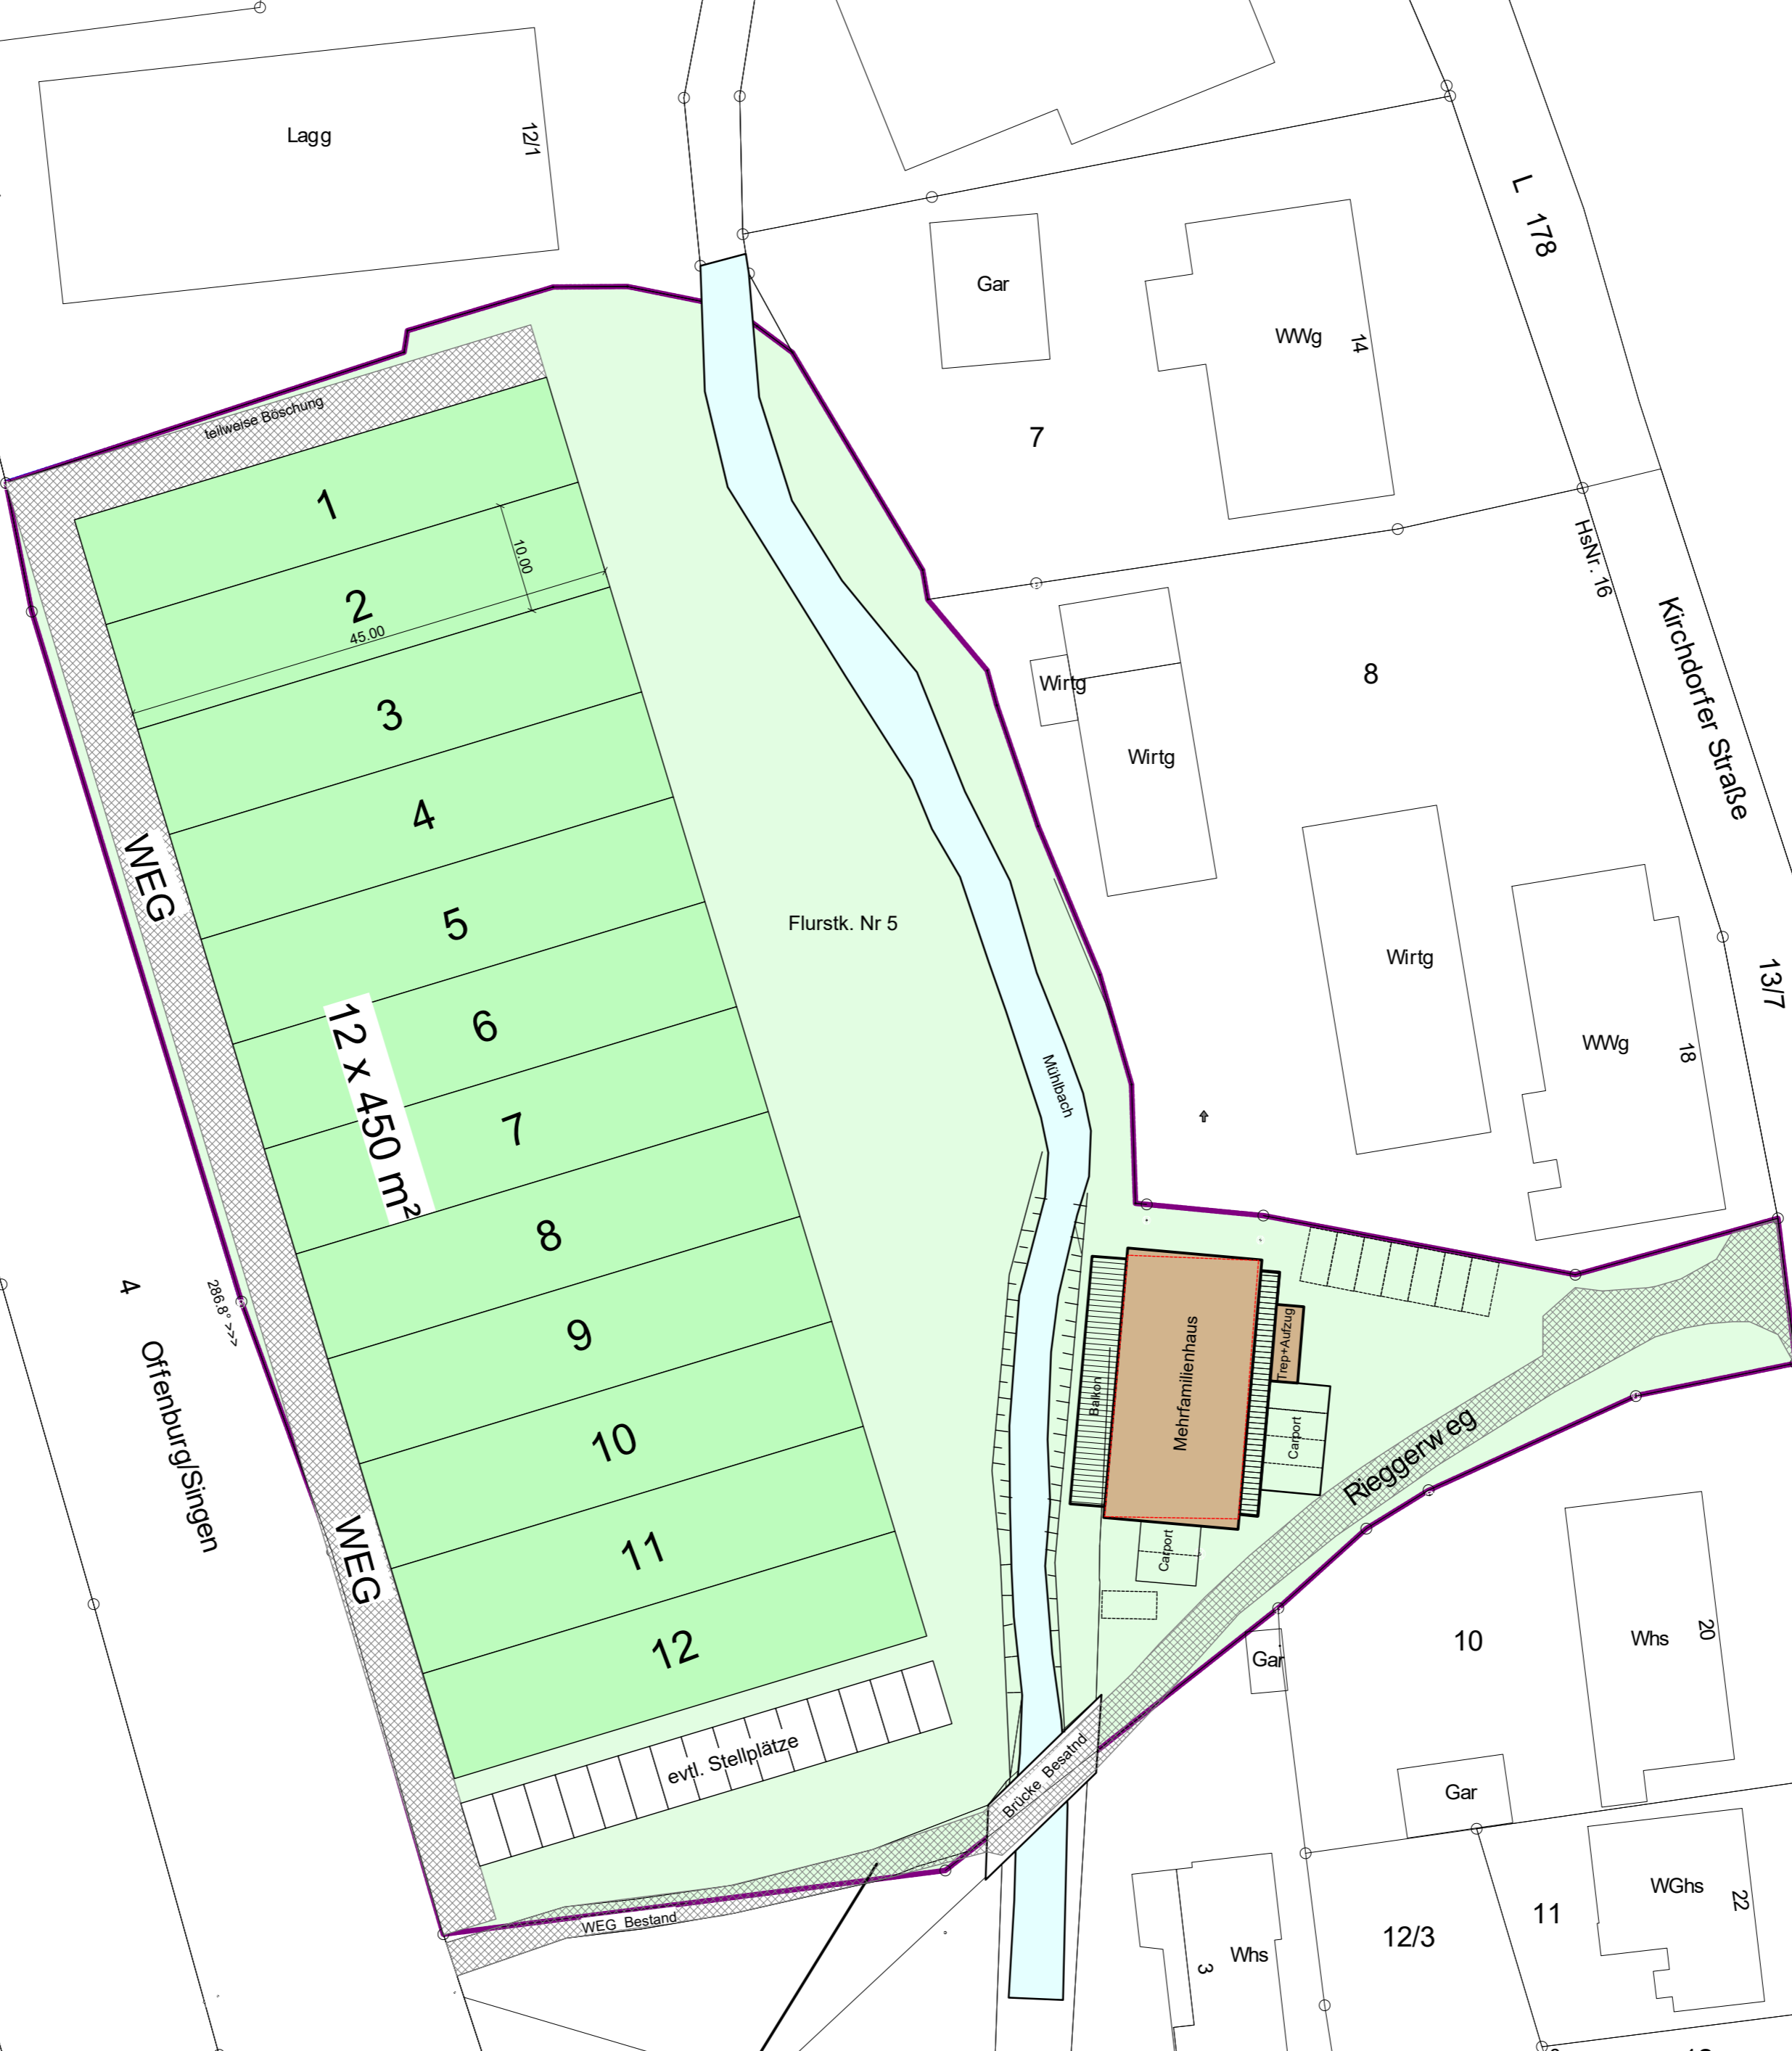 Lagg
12/1
L 178
Gar
WWg
14
teilweise Böschung
7
1
HsNr. 16
10.00
2
45.00
Kirchdorfer Straße
Wirtg
8
3
Wirtg
4
WEG
5
Flurstk. Nr 5
Wirtg
13/7
6
12 x 450 m²
WWg
18
Mühlbach
7
8
4
286.8° >>>
Offenburg/Singen
9
Mehrfamilienhaus
Trep+Aufzug
Balkon
Carport
10
Rieggerweg
11
WEG
Carport
12
Gar
10
Whs
20
evtl. Stellplätze
Brücke Besatnd
Gar
WEG Bestand
WGhs
22
11
12/3
Whs
3